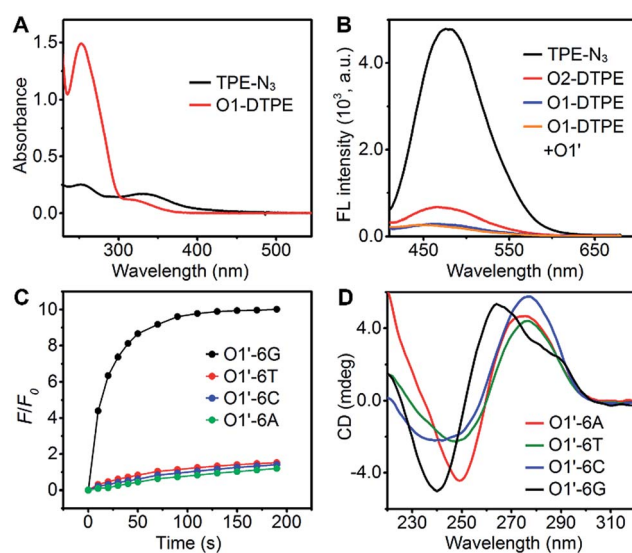 A
1.5
1.0
0.5
0.0
Absorbance
TPE-N₃
O1-DTPE
300
400
500
Wavelength (nm)
B
4.0
2.0
0.0
FL intensity (10³, a.u.)
TPE-N₃
O2-DTPE
O1-DTPE
O1-DTPE
+O1'
450
550
650
Wavelength (nm)
C
10
8
6
4
2
0
F/F₀
O1'-6G
O1'-6T
O1'-6C
O1'-6A
0
50
100
150
200
Time (s)
D
4.0
0.0
-4.0
CD (mdeg)
O1'-6A
O1'-6T
O1'-6C
O1'-6G
220
250
270
290
310
Wavelength (nm)